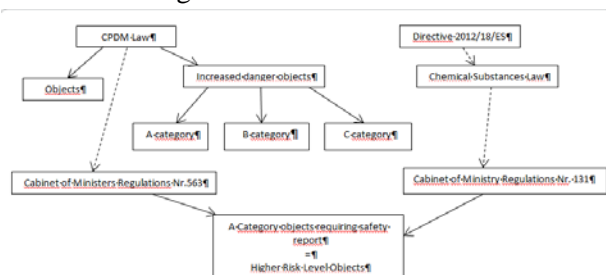 CPDM·Law¶
Directive·2012/18/ES¶
Objects¶
Increased·danger·objects¶
Chemical·Substances·Law¶
A·category¶
B·category¶
C·category¶
Cabinet·of·Ministers·Regulations·Nr.563¶
Cabinet·of·Ministry·Regulations·Nr.·131¶
A·Category·objects·requiring·safety·
report¶
=¶
Higher·Risk·Level·Objects¶